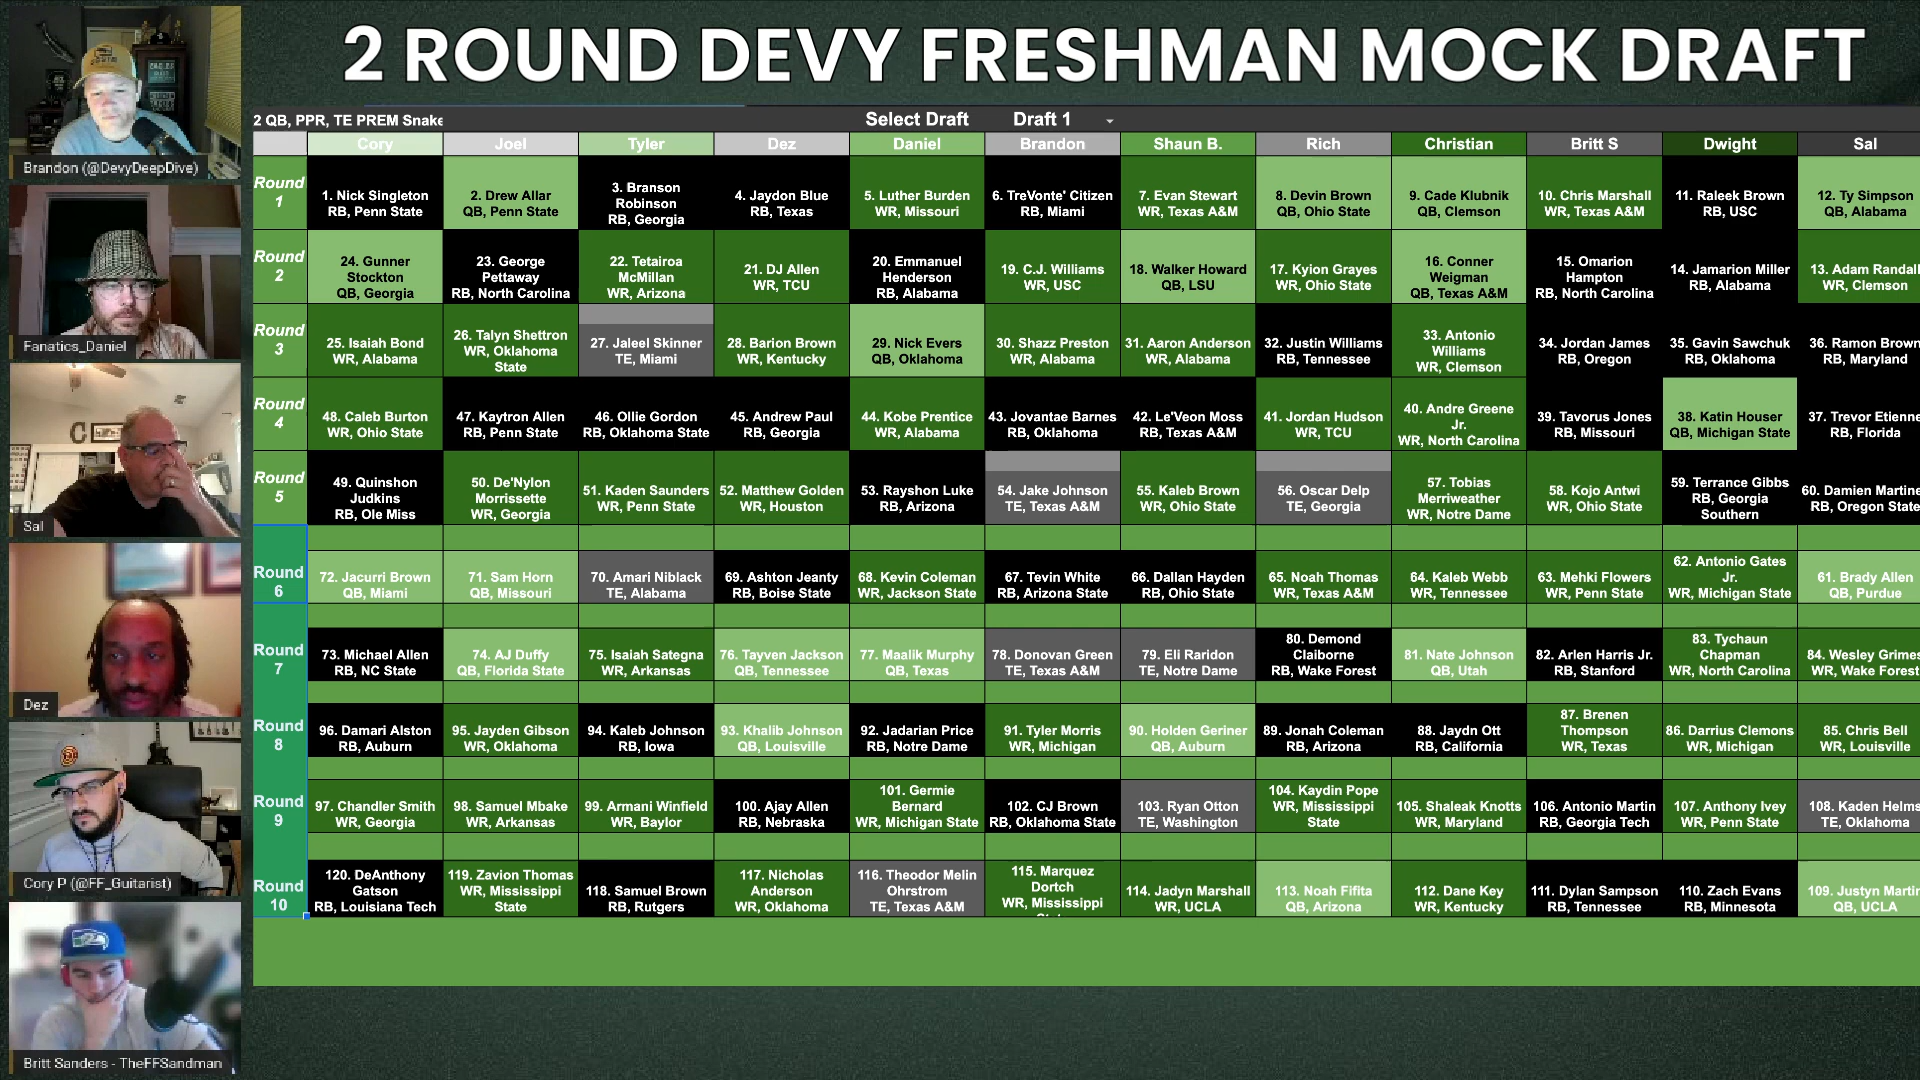 2 ROUND DEVY FRESHMAN MOCK DRAFT
2 QB, PPR, TE PREM Snake
Select Draft
Draft 1
Cory
Joel
Tyler
Dez
Daniel
Brandon
Shaun B.
Rich
Christian
Britt S
Dwight
Sal
Round
1
1. Nick Singleton
RB, Penn State
2. Drew Allar
QB, Penn State
3. Branson
Robinson
RB, Georgia
4. Jaydon Blue
RB, Texas
5. Luther Burden
WR, Missouri
6. TreVonte' Citizen
RB, Miami
7. Evan Stewart
WR, Texas A&M
8. Devin Brown
QB, Ohio State
9. Cade Klubnik
QB, Clemson
10. Chris Marshall
WR, Texas A&M
11. Raleek Brown
RB, USC
12. Ty Simpson
QB, Alabama
Round
2
24. Gunner
Stockton
QB, Georgia
23. George
Pettaway
RB, North Carolina
22. Tetairoa
McMillan
WR, Arizona
21. DJ Allen
WR, TCU
20. Emmanuel
Henderson
RB, Alabama
19. C.J. Williams
WR, USC
18. Walker Howard
QB, LSU
17. Kyion Grayes
WR, Ohio State
16. Conner
Weigman
QB, Texas A&M
15. Omarion
Hampton
RB, North Carolina
14. Jamarion Miller
RB, Alabama
13. Adam Randall
WR, Clemson
Round
3
25. Isaiah Bond
WR, Alabama
26. Talyn Shettron
WR, Oklahoma
State
27. Jaleel Skinner
TE, Miami
28. Barion Brown
WR, Kentucky
29. Nick Evers
QB, Oklahoma
30. Shazz Preston
WR, Alabama
31. Aaron Anderson
WR, Alabama
32. Justin Williams
RB, Tennessee
33. Antonio
Williams
WR, Clemson
34. Jordan James
RB, Oregon
35. Gavin Sawchuk
RB, Oklahoma
36. Ramon Brown
RB, Maryland
Round
4
48. Caleb Burton
WR, Ohio State
47. Kaytron Allen
RB, Penn State
46. Ollie Gordon
RB, Oklahoma State
45. Andrew Paul
RB, Georgia
44. Kobe Prentice
WR, Alabama
43. Jovantae Barnes
RB, Oklahoma
42. Le'Veon Moss
RB, Texas A&M
41. Jordan Hudson
WR, TCU
40. Andre Greene
Jr.
WR, North Carolina
39. Tavorus Jones
RB, Missouri
38. Katin Houser
QB, Michigan State
37. Trevor Etienne
RB, Florida
Round
5
49. Quinshon
Judkins
RB, Ole Miss
50. De'Nylon
Morrissette
WR, Georgia
51. Kaden Saunders
WR, Penn State
52. Matthew Golden
WR, Houston
53. Rayshon Luke
RB, Arizona
54. Jake Johnson
TE, Texas A&M
55. Kaleb Brown
WR, Ohio State
56. Oscar Delp
TE, Georgia
57. Tobias
Merriweather
WR, Notre Dame
58. Kojo Antwi
WR, Ohio State
59. Terrance Gibbs
RB, Georgia
Southern
60. Damien Martine
RB, Oregon State
Round
6
72. Jacurri Brown
QB, Miami
71. Sam Horn
QB, Missouri
70. Amari Niblack
TE, Alabama
69. Ashton Jeanty
RB, Boise State
68. Kevin Coleman
WR, Jackson State
67. Tevin White
RB, Arizona State
66. Dallan Hayden
RB, Ohio State
65. Noah Thomas
WR, Texas A&M
64. Kaleb Webb
WR, Tennessee
63. Mehki Flowers
WR, Penn State
62. Antonio Gates
Jr.
WR, Michigan State
61. Brady Allen
QB, Purdue
Round
7
73. Michael Allen
RB, NC State
74. AJ Duffy
QB, Florida State
75. Isaiah Sategna
WR, Arkansas
76. Tayven Jackson
QB, Tennessee
77. Maalik Murphy
QB, Texas
78. Donovan Green
TE, Texas A&M
79. Eli Raridon
TE, Notre Dame
80. Demond
Claiborne
RB, Wake Forest
81. Nate Johnson
QB, Utah
82. Arlen Harris Jr.
RB, Stanford
83. Tychaun
Chapman
WR, North Carolina
84. Wesley Grimes
WR, Wake Forest
Round
8
96. Damari Alston
RB, Auburn
95. Jayden Gibson
WR, Oklahoma
94. Kaleb Johnson
RB, Iowa
93. Khalib Johnson
QB, Louisville
92. Jadarian Price
RB, Notre Dame
91. Tyler Morris
WR, Michigan
90. Holden Geriner
QB, Auburn
89. Jonah Coleman
RB, Arizona
88. Jaydn Ott
RB, California
87. Brenen
Thompson
WR, Texas
86. Darrius Clemons
WR, Michigan
85. Chris Bell
WR, Louisville
Round
9
97. Chandler Smith
WR, Georgia
98. Samuel Mbake
WR, Arkansas
99. Armani Winfield
WR, Baylor
100. Ajay Allen
RB, Nebraska
101. Germie
Bernard
WR, Michigan State
102. CJ Brown
RB, Oklahoma State
103. Ryan Otton
TE, Washington
104. Kaydin Pope
WR, Mississippi
State
105. Shaleak Knotts
WR, Maryland
106. Antonio Martin
RB, Georgia Tech
107. Anthony Ivey
WR, Penn State
108. Kaden Helms
TE, Oklahoma
Round
10
120. DeAnthony
Gatson
RB, Louisiana Tech
119. Zavion Thomas
WR, Mississippi
State
118. Samuel Brown
RB, Rutgers
117. Nicholas
Anderson
WR, Oklahoma
116. Theodor Melin
Ohrstrom
TE, Texas A&M
115. Marquez
Dortch
WR, Mississippi
114. Jadyn Marshall
WR, UCLA
113. Noah Fifita
QB, Arizona
112. Dane Key
WR, Kentucky
111. Dylan Sampson
RB, Tennessee
110. Zach Evans
RB, Minnesota
109. Justyn Martin
QB, UCLA
Brandon (@DevyDeepDive)
Fanatics_Daniel
Sal
Dez
Cory P (@FF_Guitarist)
Britt Sanders - TheFFSandman